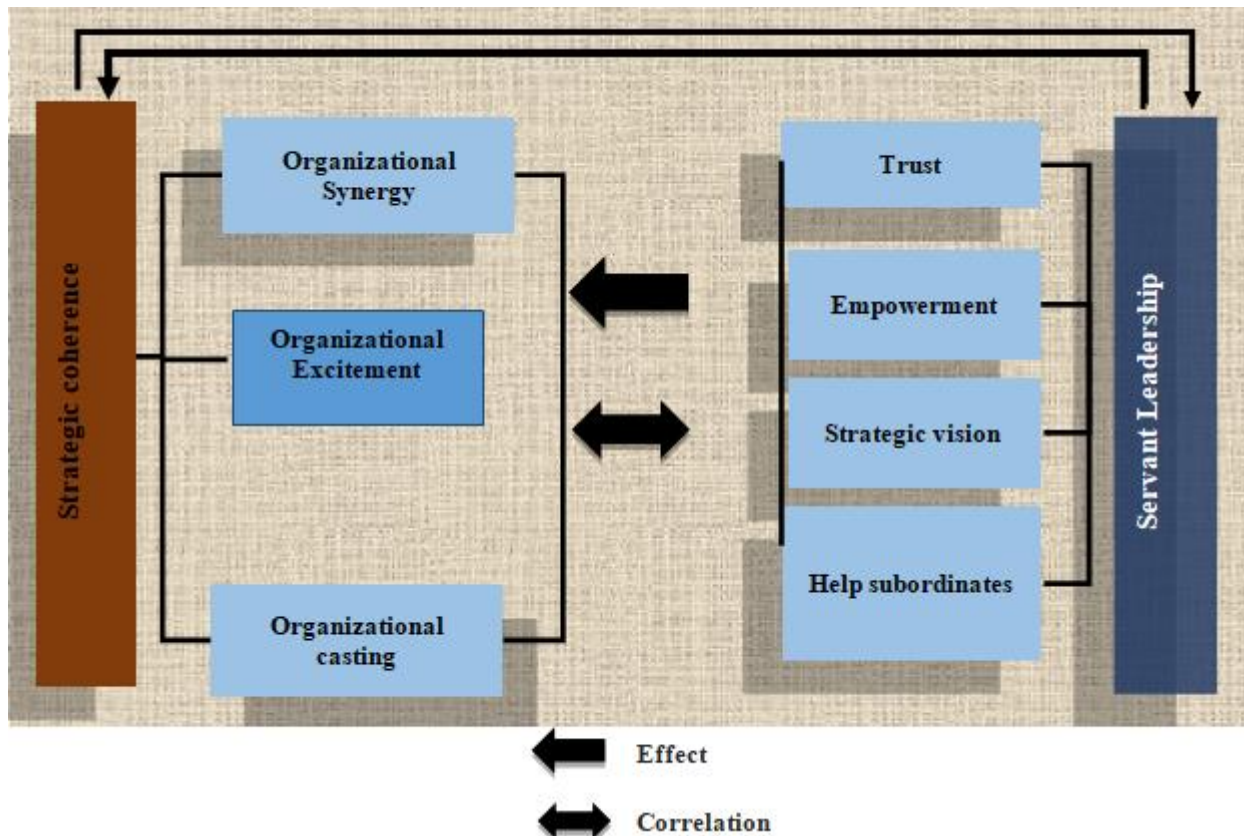 Strategic coherence
Organizational
Synergy
Organizational
Excitement
Organizational
casting
Trust
Empowerment
Strategic vision
Help subordinates
Servant Leadership
Effect
Correlation